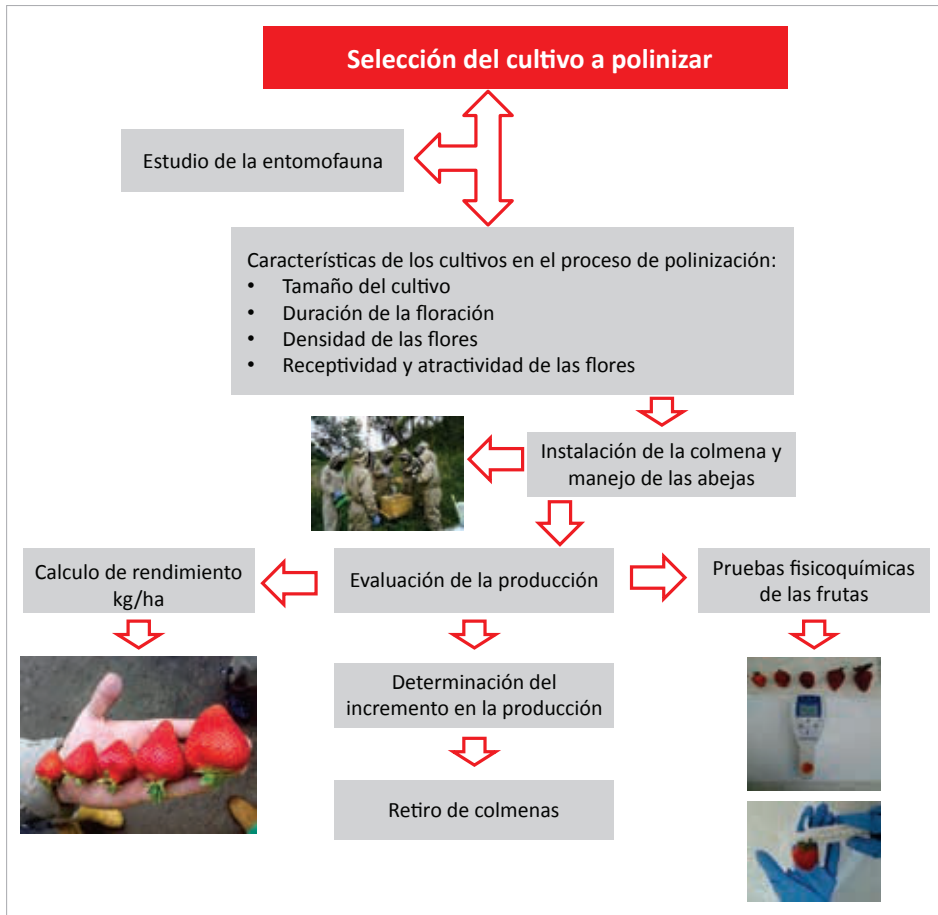 Selección del cultivo a polinizar
Estudio de la entomofauna
Características de los cultivos en el proceso de polinización:
• Tamaño del cultivo
• Duración de la floración
• Densidad de las flores
• Receptividad y atractividad de las flores
Instalación de la colmena y
manejo de las abejas
Calculo de rendimiento
kg/ha
Evaluación de la producción
Pruebas fisicoquímicas
de las frutas
Determinación del
incremento en la producción
Retiro de colmenas